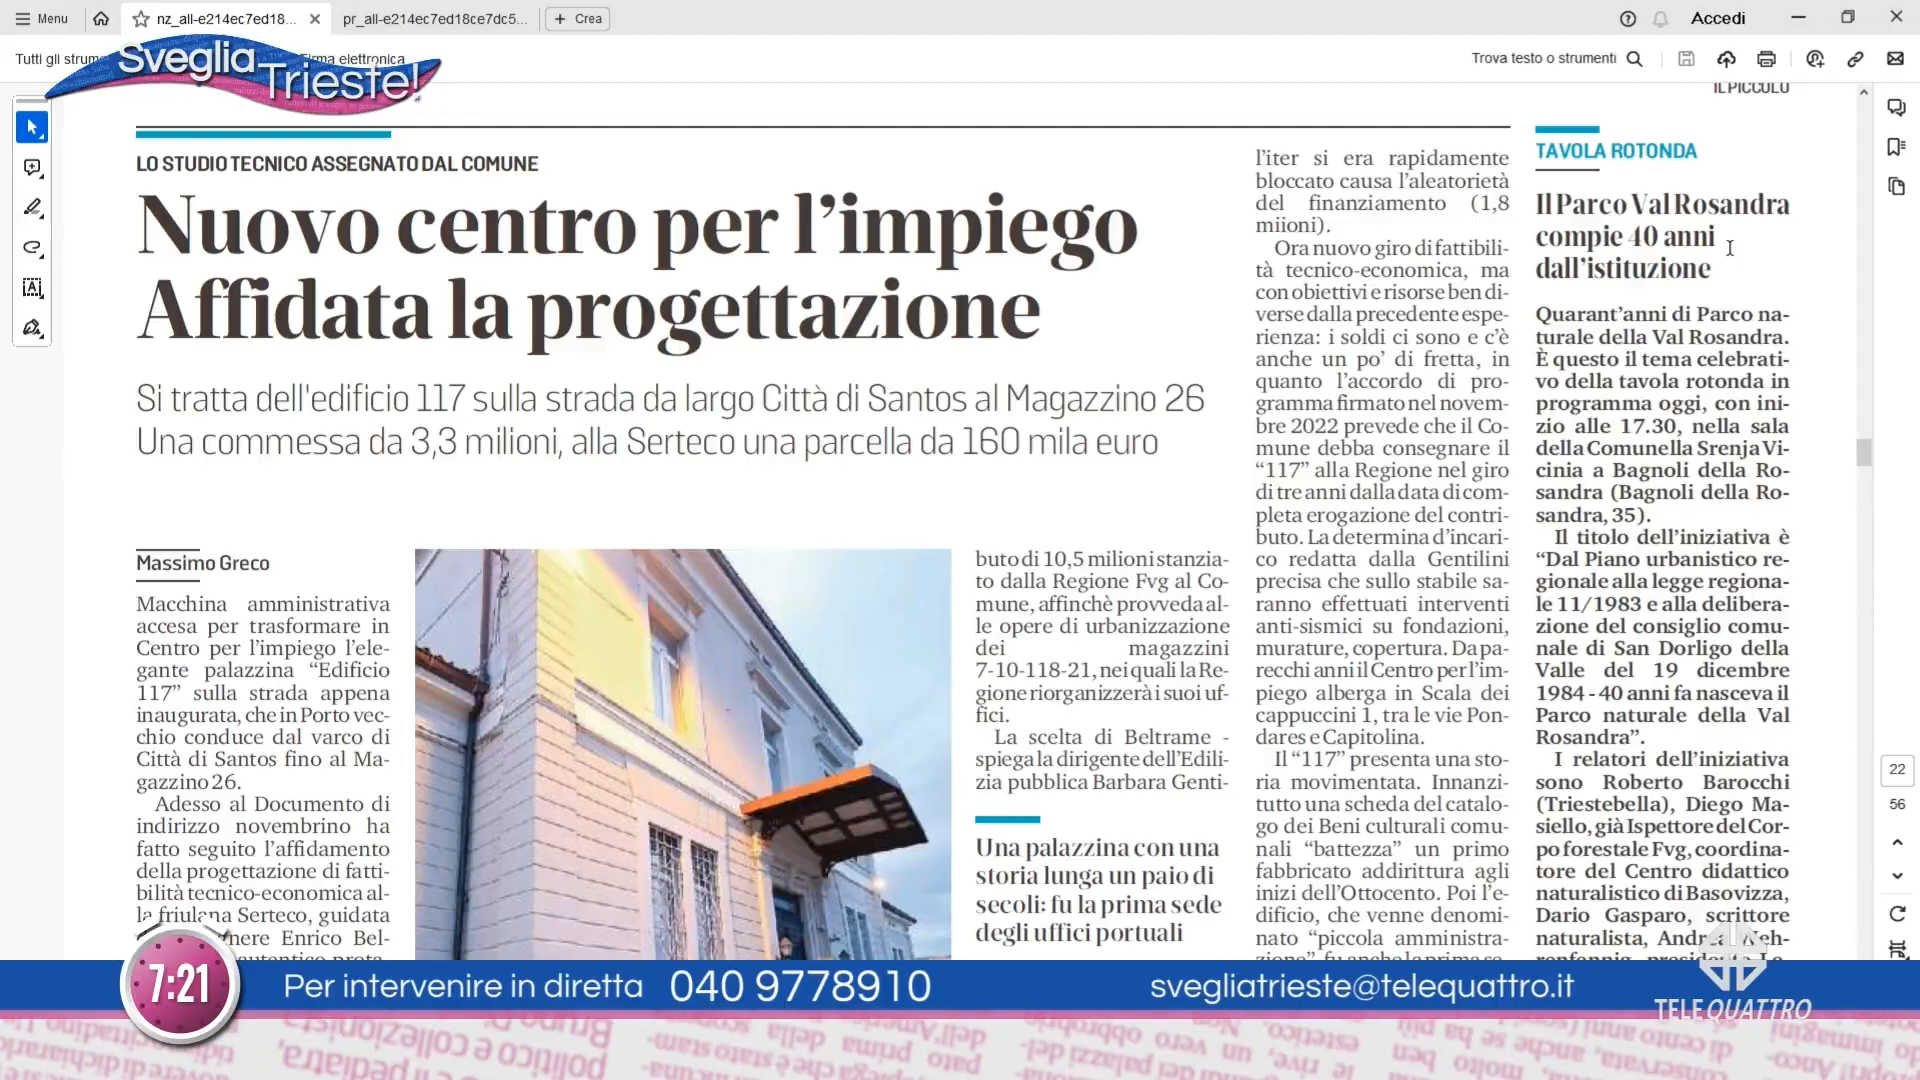 Menu
nz_all-e214ec7ed18...
pr_all-e214ec7ed18ce7dc5...
Crea
Accedi
Tutti gli strum
irma elettronica
Trova testo o strumenti
Sveglia
Trieste!
IL PICCOLO
LO STUDIO TECNICO ASSEGNATO DAL COMUNE
Nuovo centro per l'impiego
Affidata la progettazione
Si tratta dell'edificio 117 sulla strada da largo Città di Santos al Magazzino 26
Una commessa da 3,3 milioni, alla Serteco una parcella da 160 mila euro
Massimo Greco
Macchina amministrativa
accesa per trasformare in
Centro per l'impiego l'ele-
gante palazzina “Edificio
117” sulla strada appena
inaugurata, che in Porto vec-
chio conduce dal varco di
Città di Santos fino al Ma-
gazzino 26.
Adesso al Documento di
indirizzo novembrino ha
fatto seguito l'affidamento
della progettazione di fatti-
bilità tecnico-economica al-
la friulana Serteco, guidata
nere Enrico Bel-
buto di 10,5 milioni stanzia-
to dalla Regione Fvg al Co-
mune, affinchè provveda al-
le opere di urbanizzazione
dei magazzini
7-10-118-21, nei quali la Re-
gione riorganizzerà i suoi uf-
fici.
La scelta di Beltrame -
spiega la dirigente dell'Edili-
zia pubblica Barbara Genti-
Una palazzina con una
storia lunga un paio di
secoli: fu la prima sede
degli uffici portuali
l'iter si era rapidamente
bloccato causa l'aleatorietà
del finanziamento (1,8
miioni).
Ora nuovo giro di fattibili-
tà tecnico-economica, ma
con obiettivi e risorse ben di-
verse dalla precedente espe-
rienza: i soldi ci sono e c'è
anche un po' di fretta, in
quanto l'accordo di pro-
gramma firmato nel novem-
bre 2022 prevede che il Co-
mune debba consegnare il
“117” alla Regione nel giro
di tre anni dalla data di com-
pleta erogazione del contri-
buto. La determina d'incari-
co redatta dalla Gentilini
precisa che sullo stabile sa-
ranno effettuati interventi
anti-sismici su fondazioni,
murature, copertura. Da pa-
recchi anni il Centro per l'im-
piego alberga in Scala dei
cappuccini 1, tra le vie Pon-
dares e Capitolina.
Il “117” presenta una sto-
ria movimentata. Innanzi-
tutto una scheda del catalo-
go dei Beni culturali comu-
nali “battezza” un primo
fabbricato addirittura agli
inizi dell'Ottocento. Poi l'e-
dificio, che venne denomi-
nato “piccola amministra-
zione”, fu anche la prima se-
TAVOLA ROTONDA
Il Parco Val Rosandra
compie 40 anni
dall'istituzione
Quarant'anni di Parco na-
turale della Val Rosandra.
È questo il tema celebrati-
vo della tavola rotonda in
programma oggi, con ini-
zio alle 17.30, nella sala
della Comunella Srenja Vi-
cinia a Bagnoli della Ro-
sandra (Bagnoli della Ro-
sandra, 35).
Il titolo dell'iniziativa è
“Dal Piano urbanistico re-
gionale alla legge regiona-
le 11/1983 e alla delibera-
zione del consiglio comu-
nale di San Dorligo della
Valle del 19 dicembre
1984 - 40 anni fa nasceva il
Parco naturale della Val
Rosandra”.
I relatori dell'iniziativa
sono Roberto Barocchi
(Triestebella), Diego Ma-
siello, già Ispettore del Cor-
po forestale Fvg, coordina-
tore del Centro didattico
naturalistico di Basovizza,
Dario Gasparo, scrittore
naturalista, Andrea
22
56
7:21
Per intervenire in diretta 040 9778910
svegliatrieste@telequattro.it
TELEQUATTRO